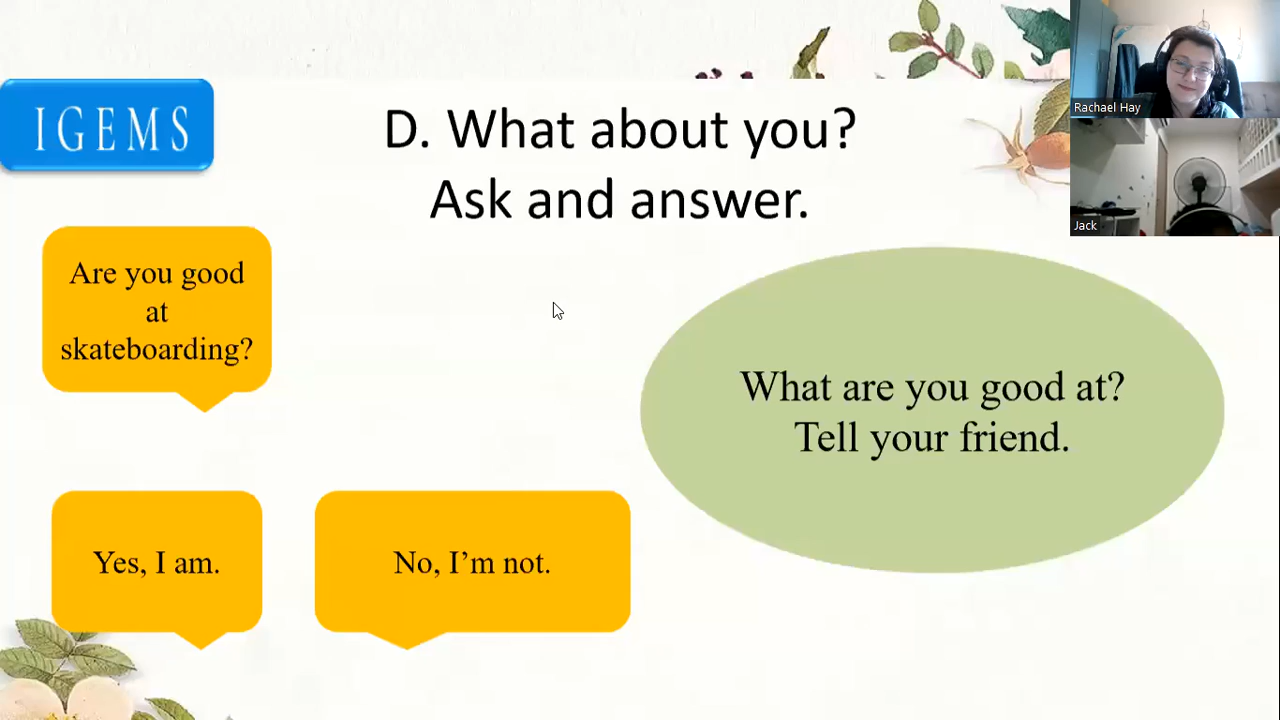 IGEMS
D. What about you?
Ask and answer.
Rachael Hay
Jack
Are you good
at
skateboarding?
What are you good at?
Tell your friend.
Yes, I am.
No, I’m not.